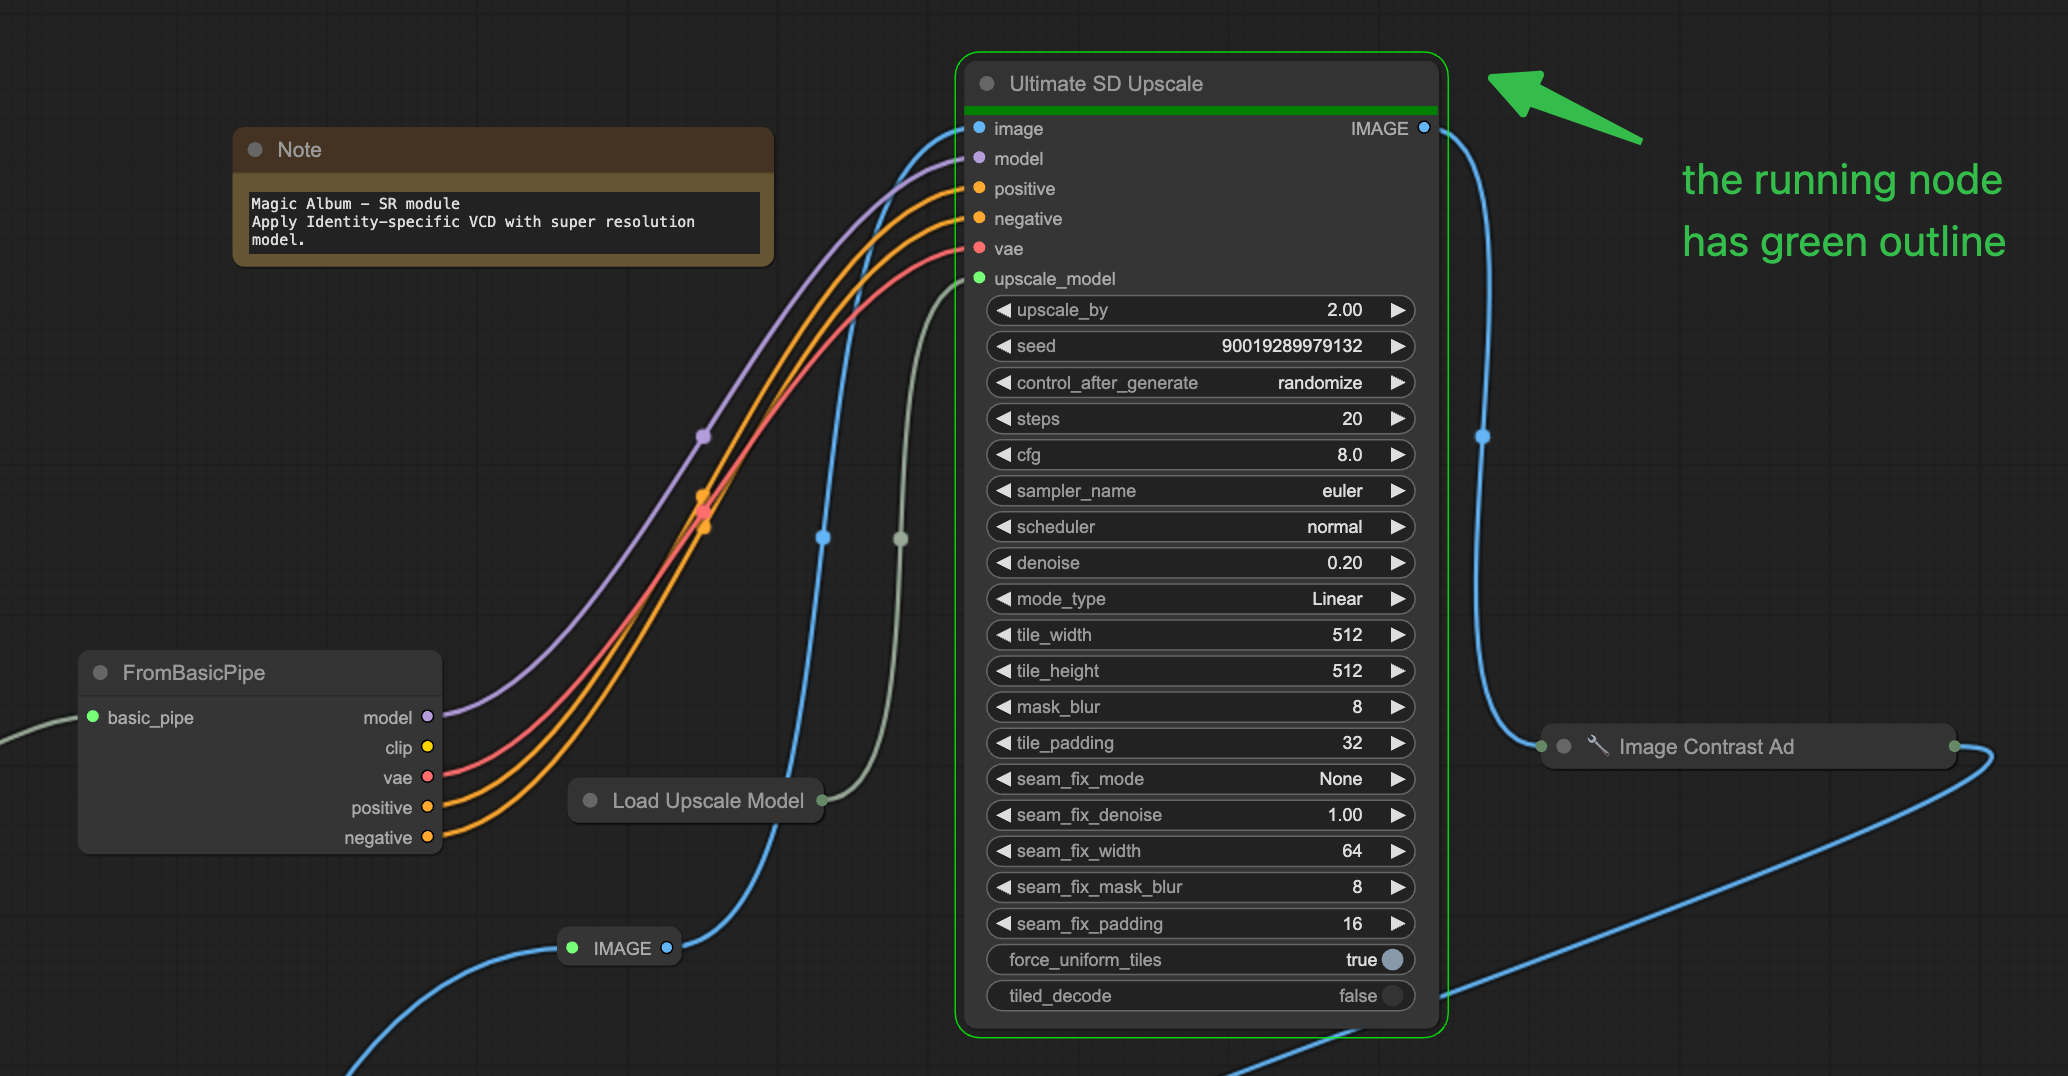 Note
Magic Album - SR module
Apply Identity-specific VCD with super resolution
model.
FromBasicPipe
basic_pipe
model
clip
vae
positive
negative
Load Upscale Model
IMAGE
Ultimate SD Upscale
image
IMAGE
model
positive
negative
vae
upscale_model
upscale_by 2.00
seed 90019289979132
control_after_generate randomize
steps 20
cfg 8.0
sampler_name euler
scheduler normal
denoise 0.20
mode_type Linear
tile_width 512
tile_height 512
mask_blur 8
tile_padding 32
seam_fix_mode None
seam_fix_denoise 1.00
seam_fix_width 64
seam_fix_mask_blur 8
seam_fix_padding 16
force_uniform_tiles true
tiled_decode false
the running node
has green outline
Image Contrast Ad